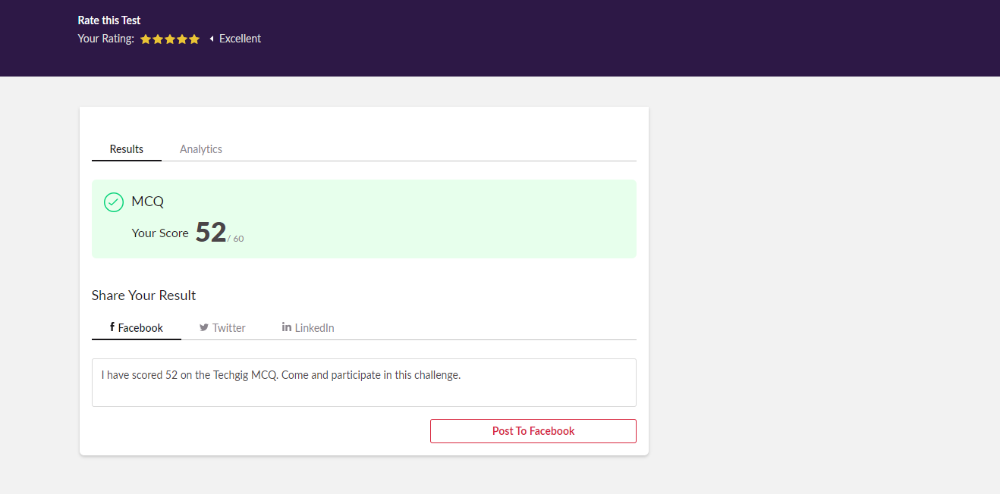 Rate this Test
Your Rating: Excellent
Results Analytics
MCQ
Your Score 52 / 60
Share Your Result
Facebook Twitter LinkedIn
I have scored 52 on the Techgig MCQ. Come and participate in this challenge.
Post To Facebook